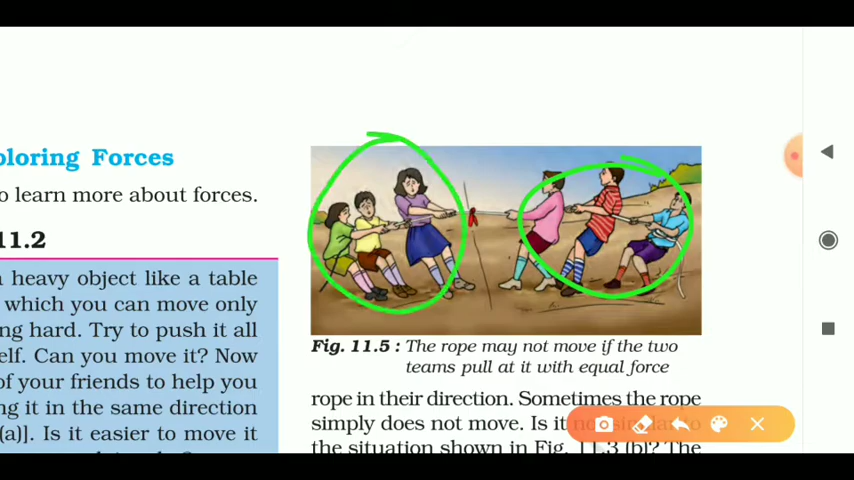 ploring Forces
o learn more about forces.
11.2
heavy object like a table
which you can move only
ng hard. Try to push it all
elf. Can you move it? Now
of your friends to help you
ng it in the same direction
(a)]. Is it easier to move it
Fig. 11.5 : The rope may not move if the two
teams pull at it with equal force
rope in their direction. Sometimes the rope
simply does not move. Is it
the situation shown in Fig. 11.3 (b)? The